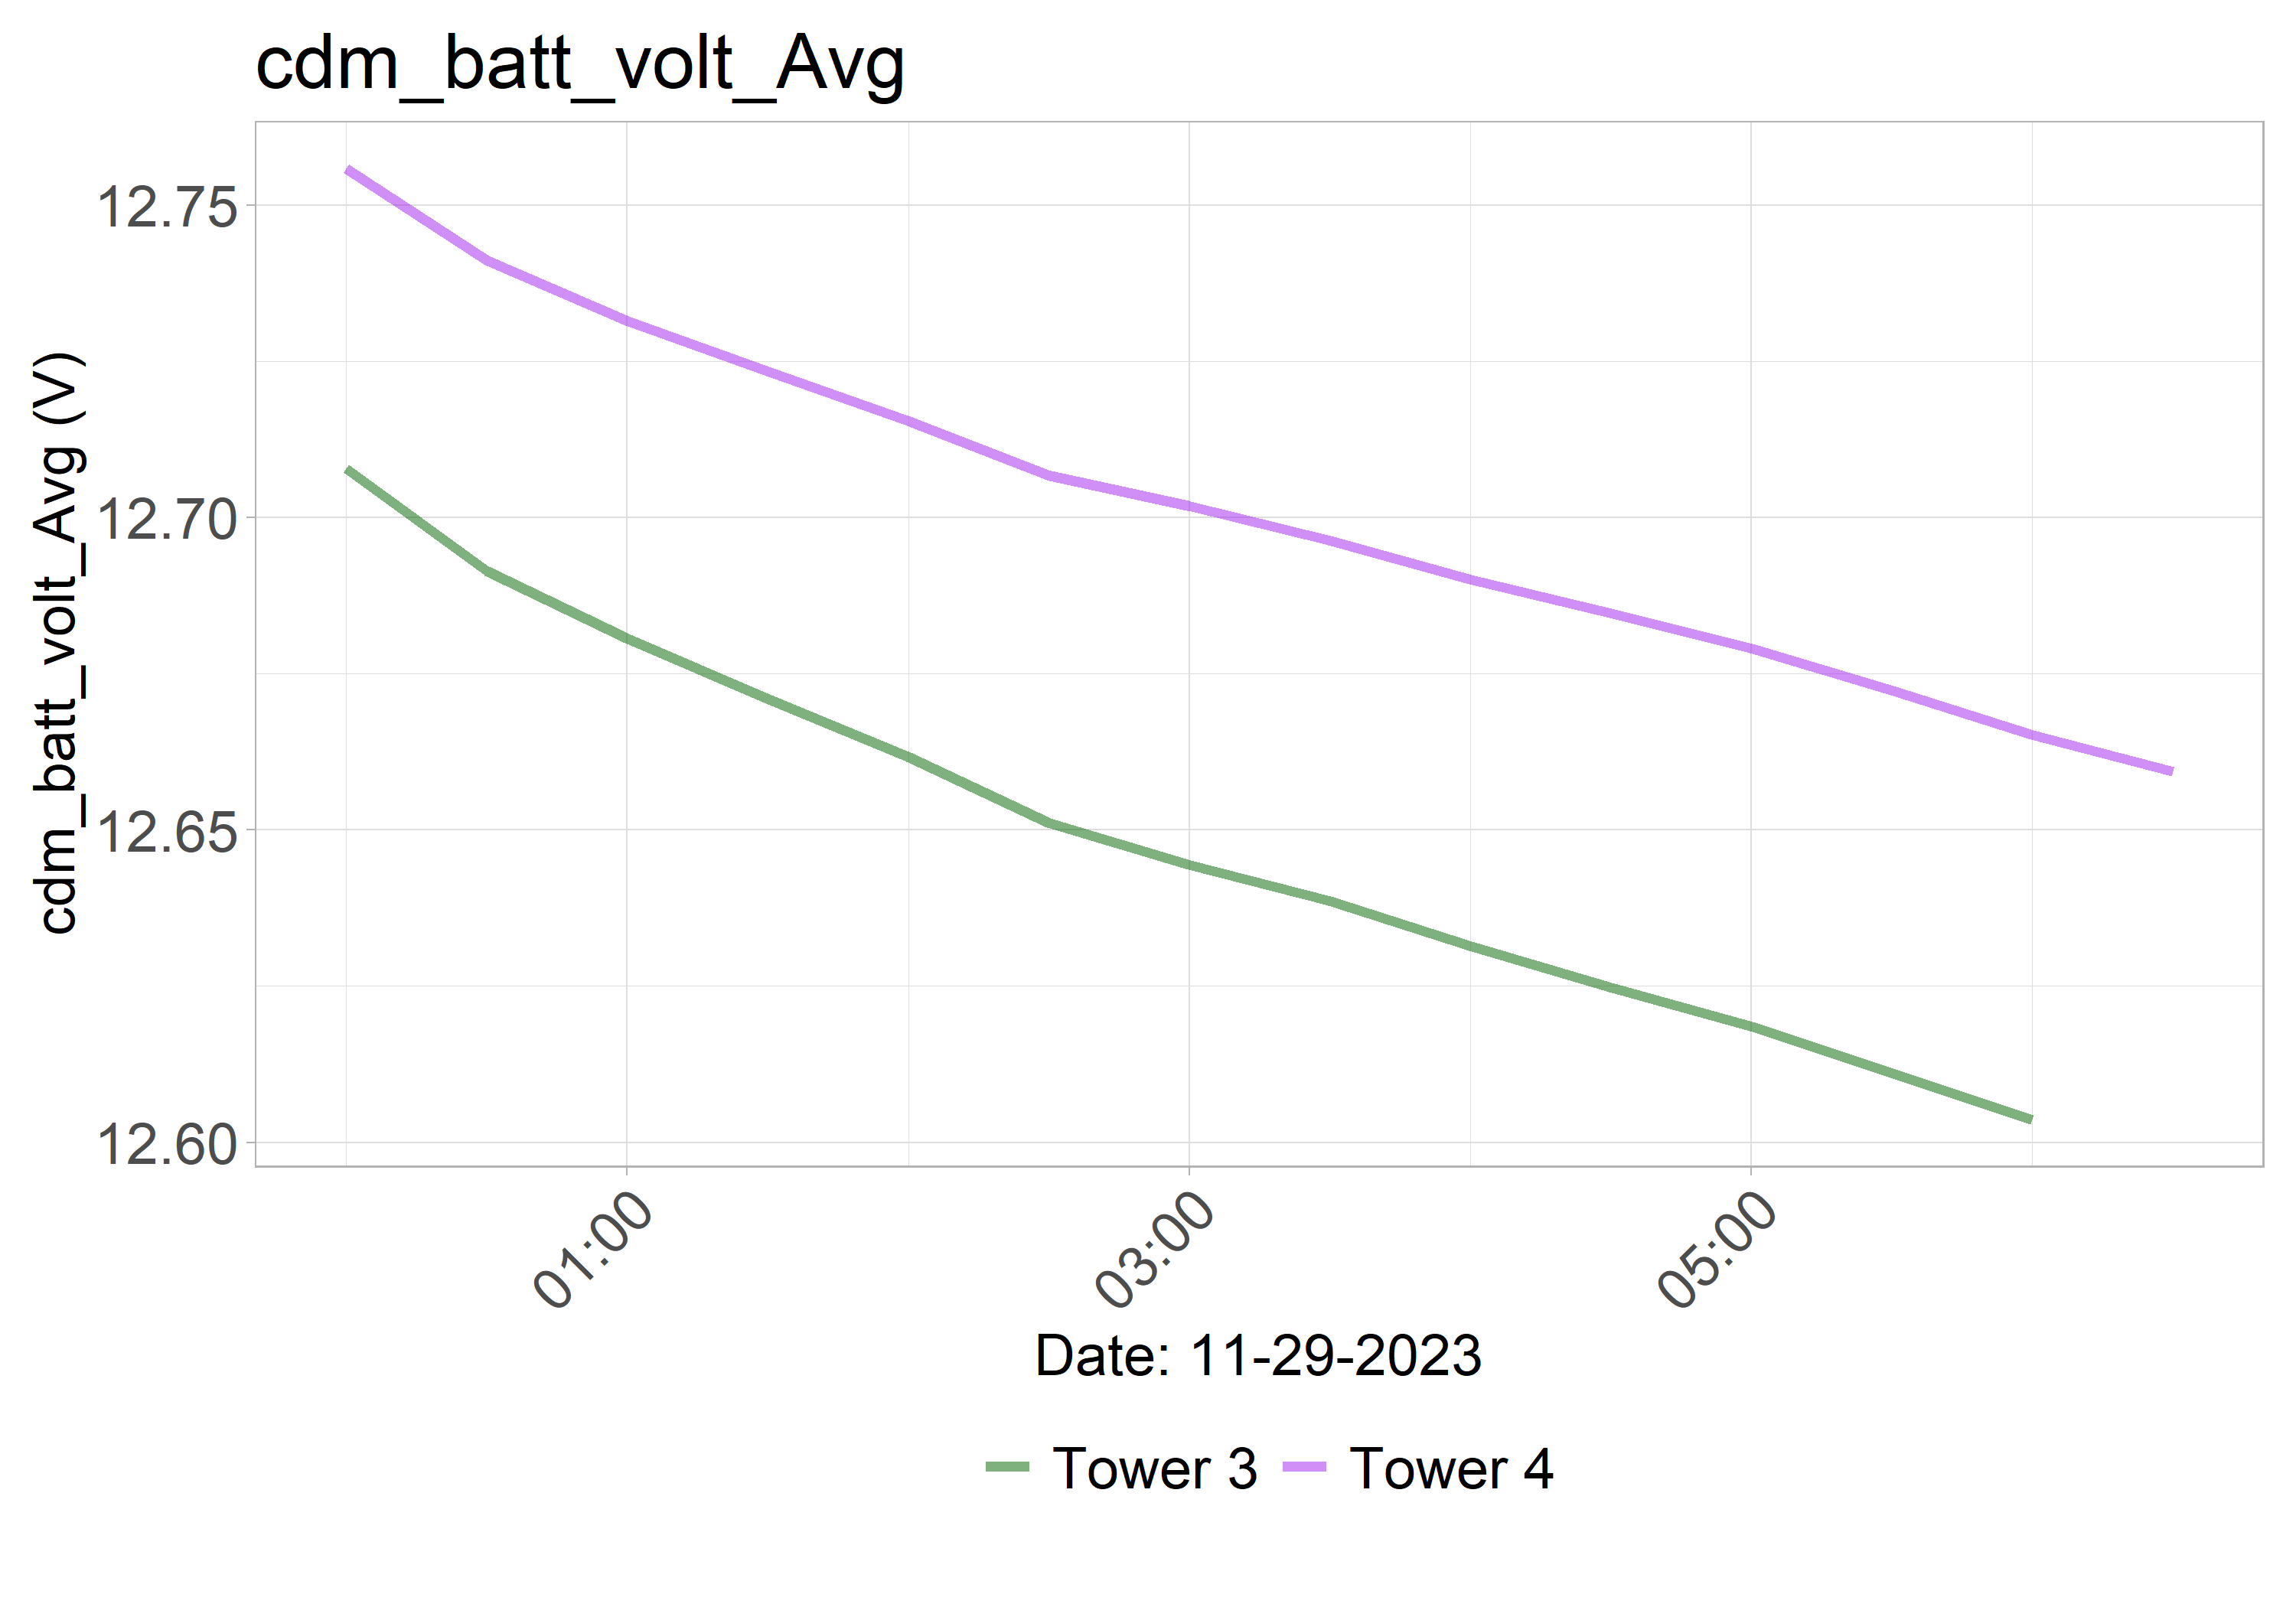 cdm_batt_volt_Avg
cdm_batt_volt_Avg (V)
12.75
12.70
12.65
12.60
01:00
03:00
05:00
Date: 11-29-2023
Tower 3
Tower 4